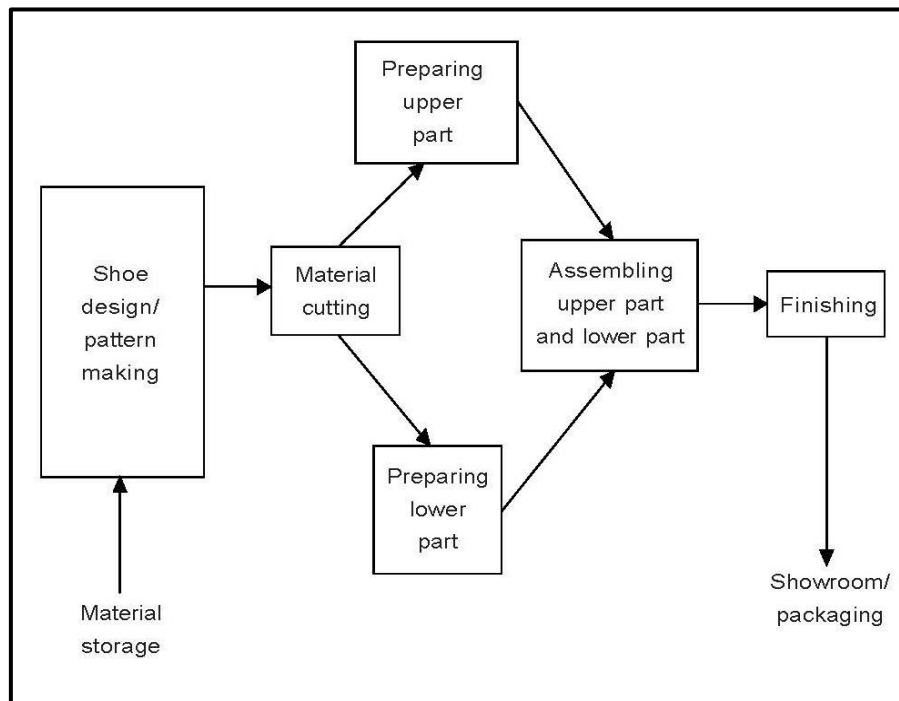 Preparing
upper
part
Shoe
design/
pattern
making
Material
cutting
Assembling
upper part
and lower part
Finishing
Preparing
lower
part
Material
storage
Showroom/
packaging